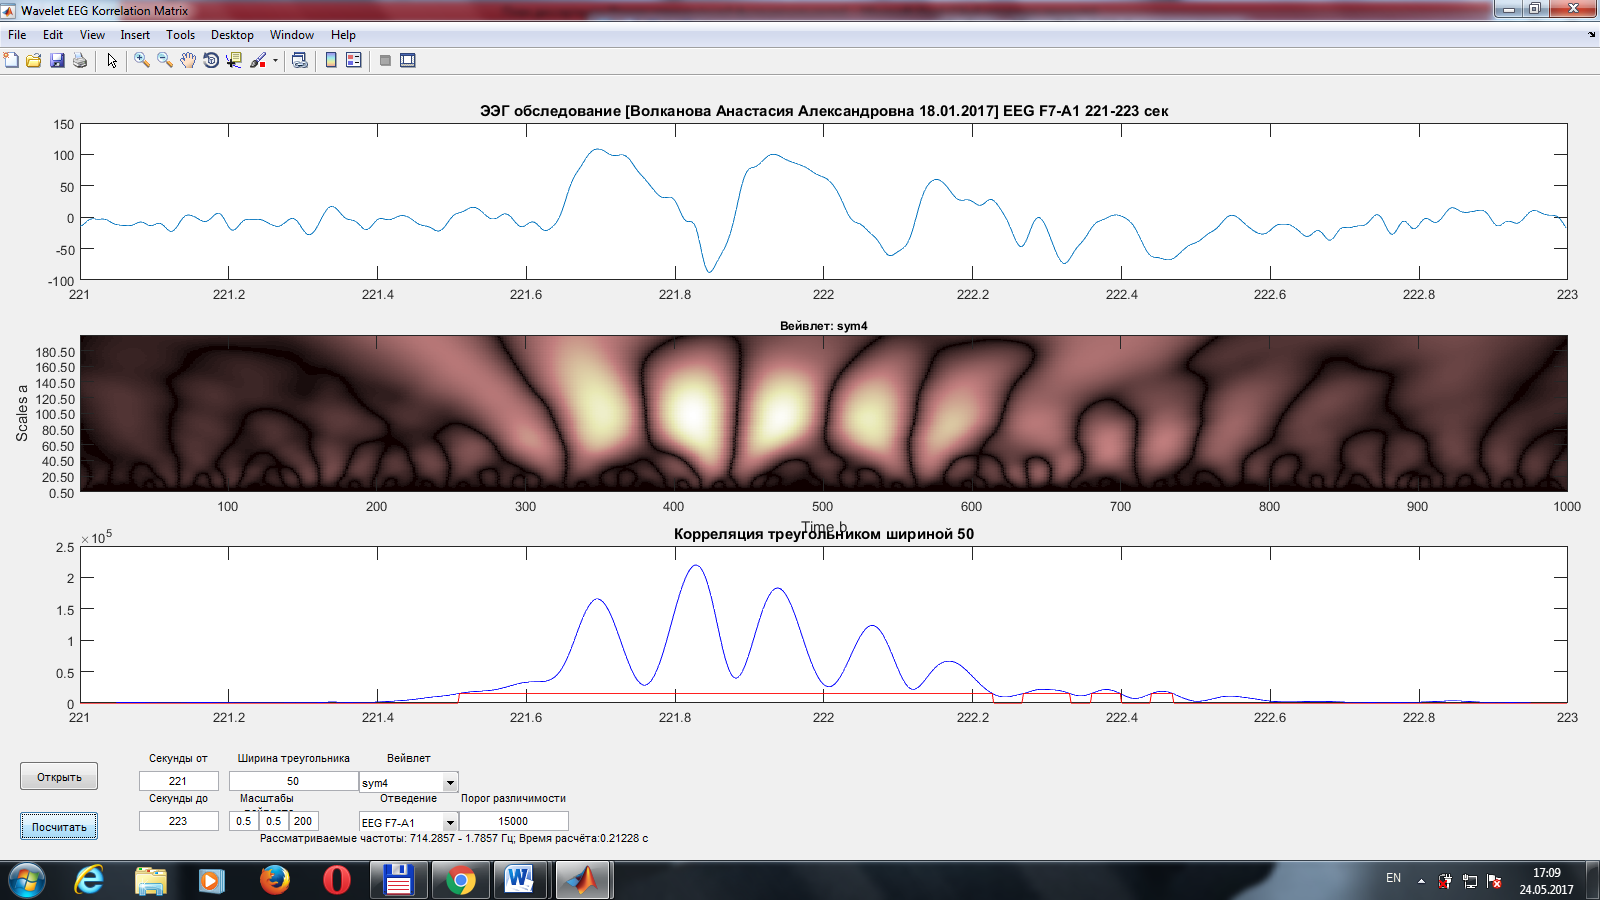 Wavelet EEG Korrelation Matrix
File Edit View Insert Tools Desktop Window Help
ЭЭГ обследование [Волканова Анастасия Александровна 18.01.2017] EEG F7-A1 221-223 сек
150
100
50
0
-50
-100
221 221.2 221.4 221.6 221.8 222 222.2 222.4 222.6 222.8 223
Вейвлет: sym4
Scales a
180.50
160.50
140.50
120.50
100.50
80.50
60.50
40.50
20.50
0.50
100 200 300 400 500 600 700 800 900 1000
Time b
Корреляция треугольником шириной 50
×10^5
2.5
2
1.5
1
0.5
0
221 221.2 221.4 221.6 221.8 222 222.2 222.4 222.6 222.8 223
Секунды от Ширина треугольника Вейвлет
Открыть 221 50 sym4
Секунды до Масштабы Отведение Порог различимости
Посчитать 223 0.5 0.5 200 EEG F7-A1 15000
Рассматриваемые частоты: 714.2857 - 1.7857 Гц; Время расчёта:0.21228 с
EN 17:09
24.05.2017